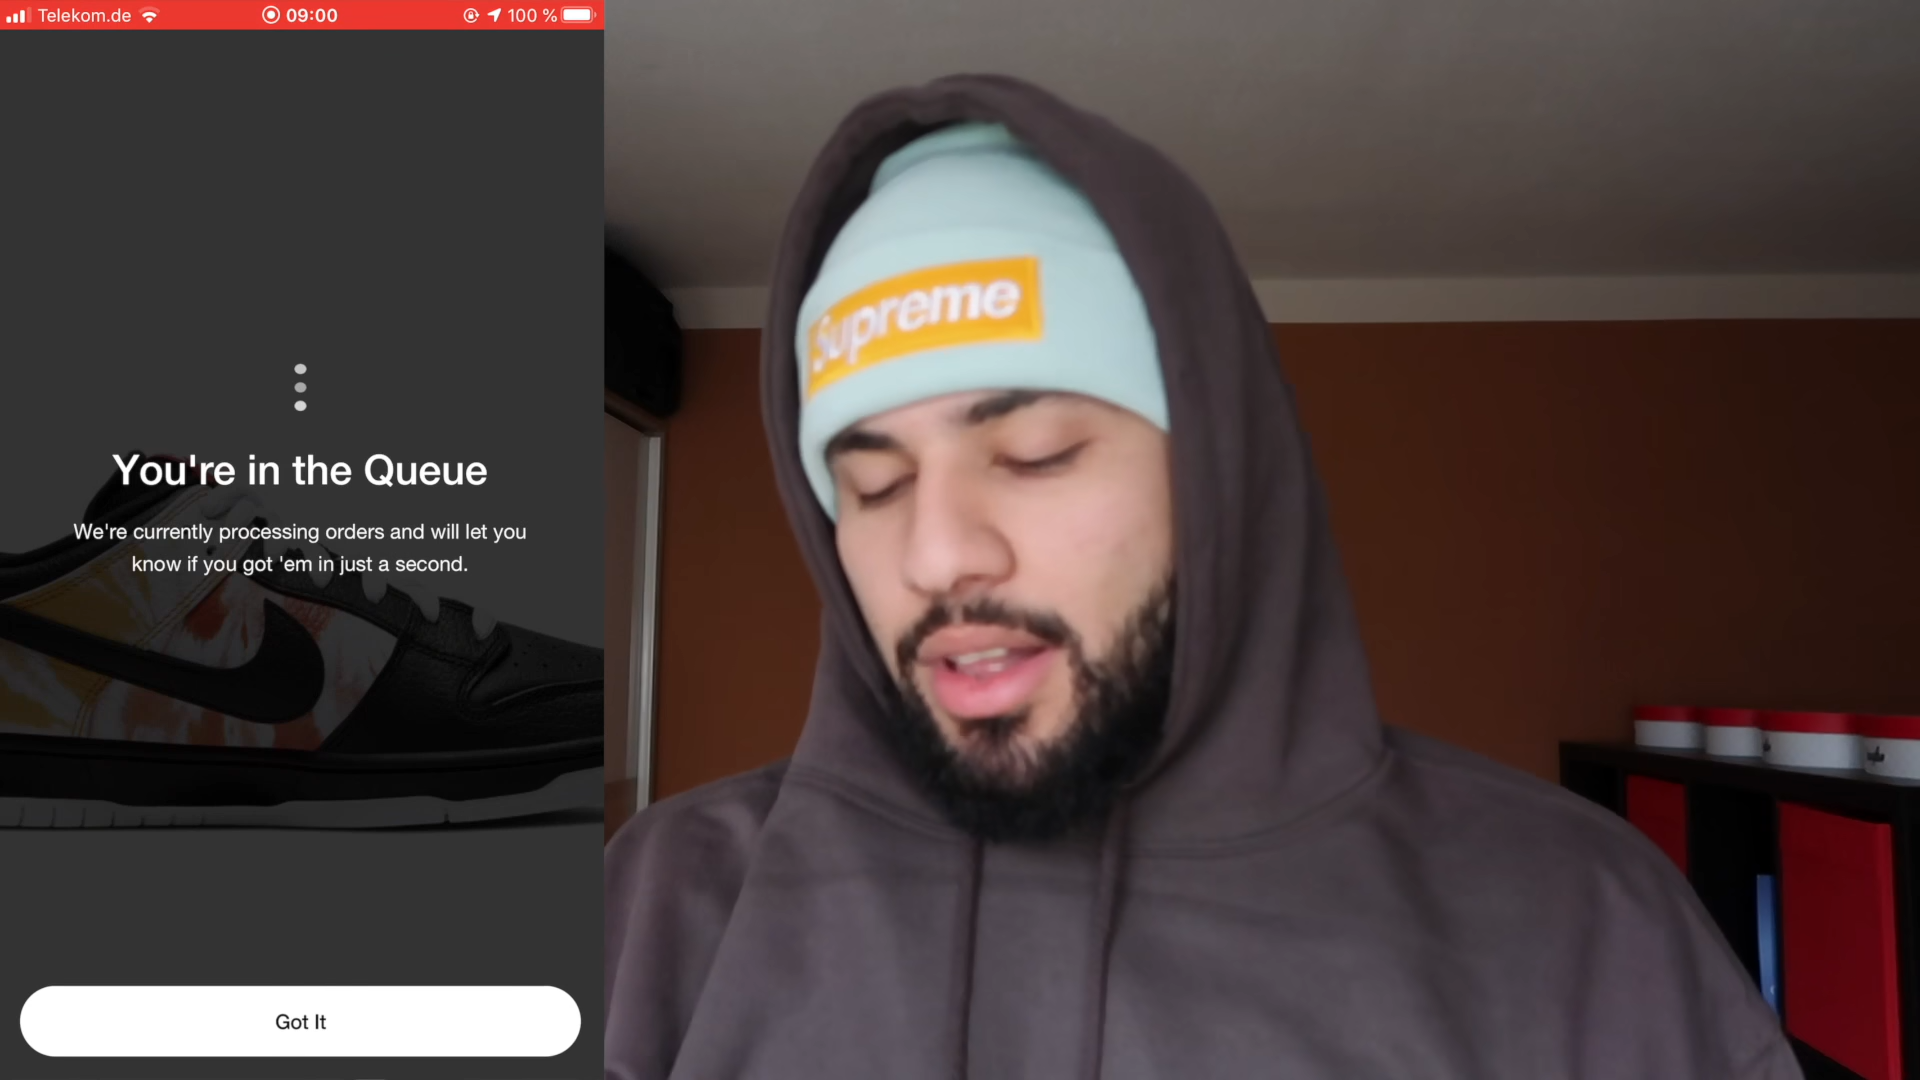 Telekom.de 09:00 100 %
You're in the Queue
We're currently processing orders and will let you
know if you got 'em in just a second.
Got It
Supreme